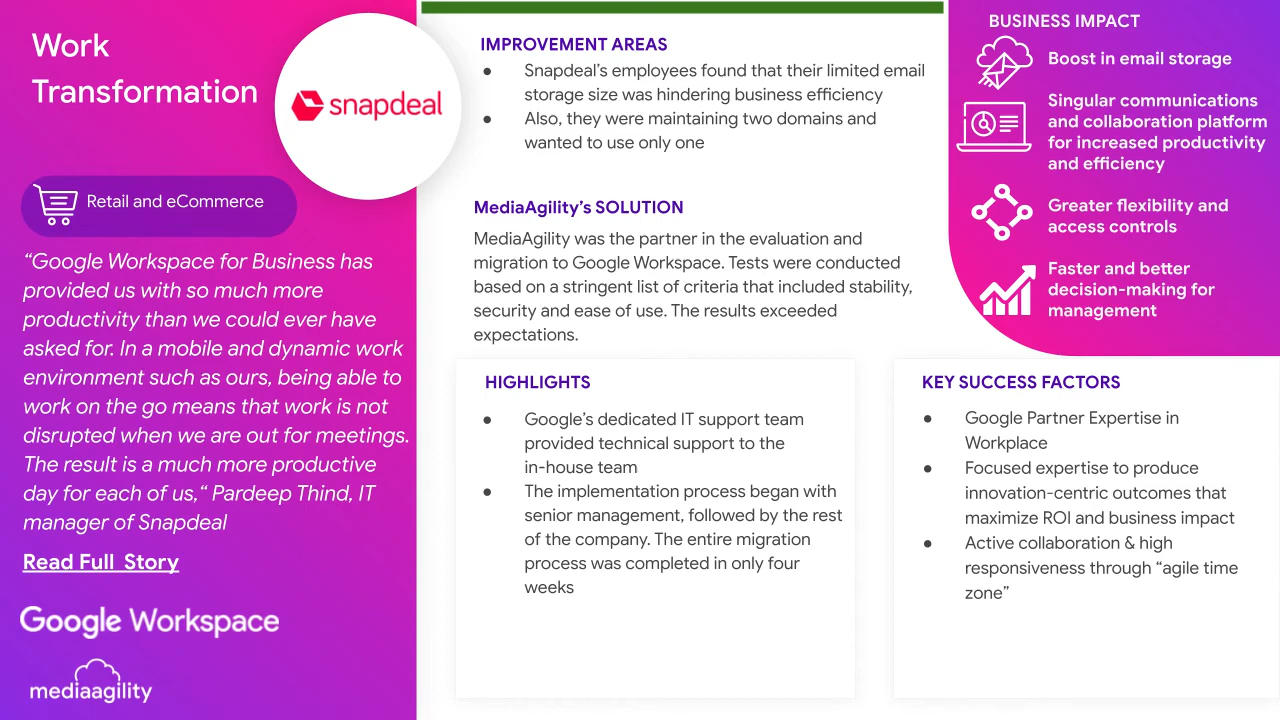 Work
Transformation
snapdeal
Retail and eCommerce
“Google Workspace for Business has
provided us with so much more
productivity than we could ever have
asked for. In a mobile and dynamic work
environment such as ours, being able to
work on the go means that work is not
disrupted when we are out for meetings.
The result is a much more productive
day for each of us,“ Pardeep Thind, IT
manager of Snapdeal
Read Full Story
Google Workspace
mediaagility
IMPROVEMENT AREAS
● Snapdeal’s employees found that their limited email
storage size was hindering business efficiency
● Also, they were maintaining two domains and
wanted to use only one
MediaAgility’s SOLUTION
MediaAgility was the partner in the evaluation and
migration to Google Workspace. Tests were conducted
based on a stringent list of criteria that included stability,
security and ease of use. The results exceeded
expectations.
HIGHLIGHTS
● Google’s dedicated IT support team
provided technical support to the
in-house team
● The implementation process began with
senior management, followed by the rest
of the company. The entire migration
process was completed in only four
weeks
BUSINESS IMPACT
Boost in email storage
Singular communications
and collaboration platform
for increased productivity
and efficiency
Greater flexibility and
access controls
Faster and better
decision-making for
management
KEY SUCCESS FACTORS
● Google Partner Expertise in
Workplace
● Focused expertise to produce
innovation-centric outcomes that
maximize ROI and business impact
● Active collaboration & high
responsiveness through “agile time
zone”